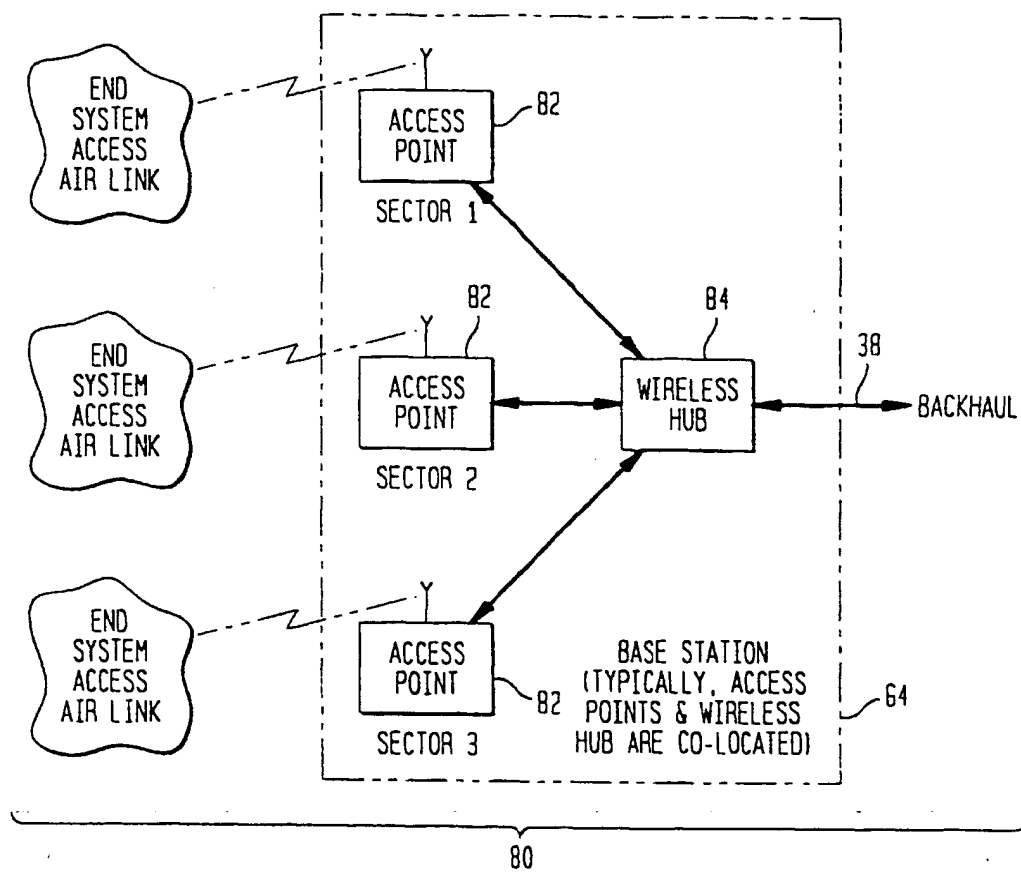 END
SYSTEM
ACCESS
AIR LINK
ACCESS
POINT
82
SECTOR 1
END
SYSTEM
ACCESS
AIR LINK
82
ACCESS
POINT
SECTOR 2
84
WIRELESS
HUB
38
BACKHAUL
END
SYSTEM
ACCESS
AIR LINK
ACCESS
POINT
82
SECTOR 3
BASE STATION
(TYPICALLY, ACCESS
POINTS & WIRELESS
HUB ARE CO-LOCATED)
64
80